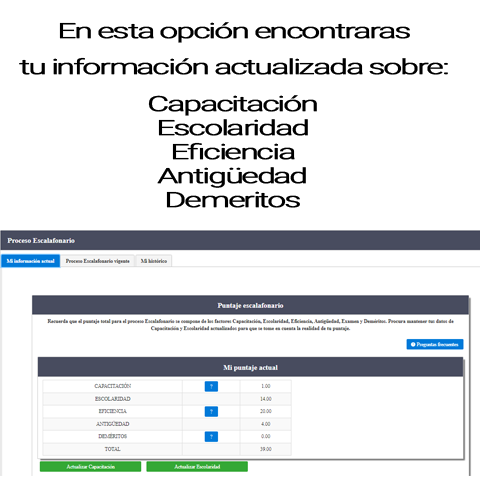 En esta opción encontraras
tu información actualizada sobre:
Capacitación
Escolaridad
Eficiencia
Antigüedad
Demeritos
Proceso Escalafonario
Mi información actual Proceso Escalafonario vigente Mi histórico
Puntaje escalafonario
Recuerda que el puntaje total para el proceso Escalafonario se compone de los factores Capacitación, Escolaridad, Eficiencia, Antigüedad, Examen y Deméritos. Procura mantener tus datos de
Capacitación y Escolaridad actualizados para que se tome en cuenta la realidad de tu puntaje.
Preguntas frecuentes
Mi puntaje actual
CAPACITACIÓN ? 1.00
ESCOLARIDAD 14.00
EFICIENCIA ? 20.00
ANTIGÜEDAD 4.00
DEMÉRITOS ? 0.00
TOTAL 39.00
Actualizar Capacitación Actualizar Escolaridad